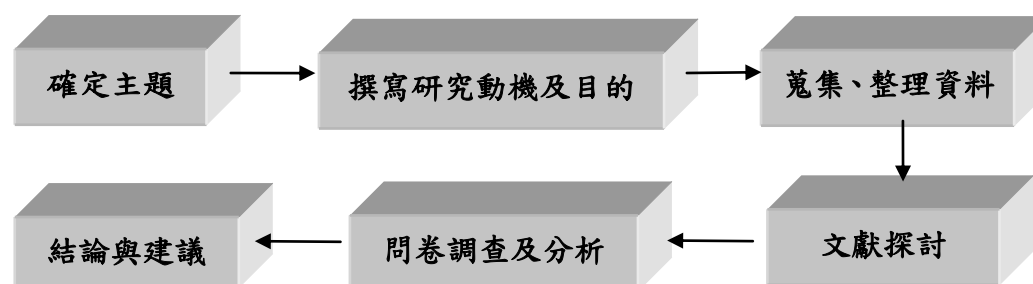 確定主題
撰寫研究動機及目的
蒐集、整理資料
文獻探討
問卷調查及分析
結論與建議